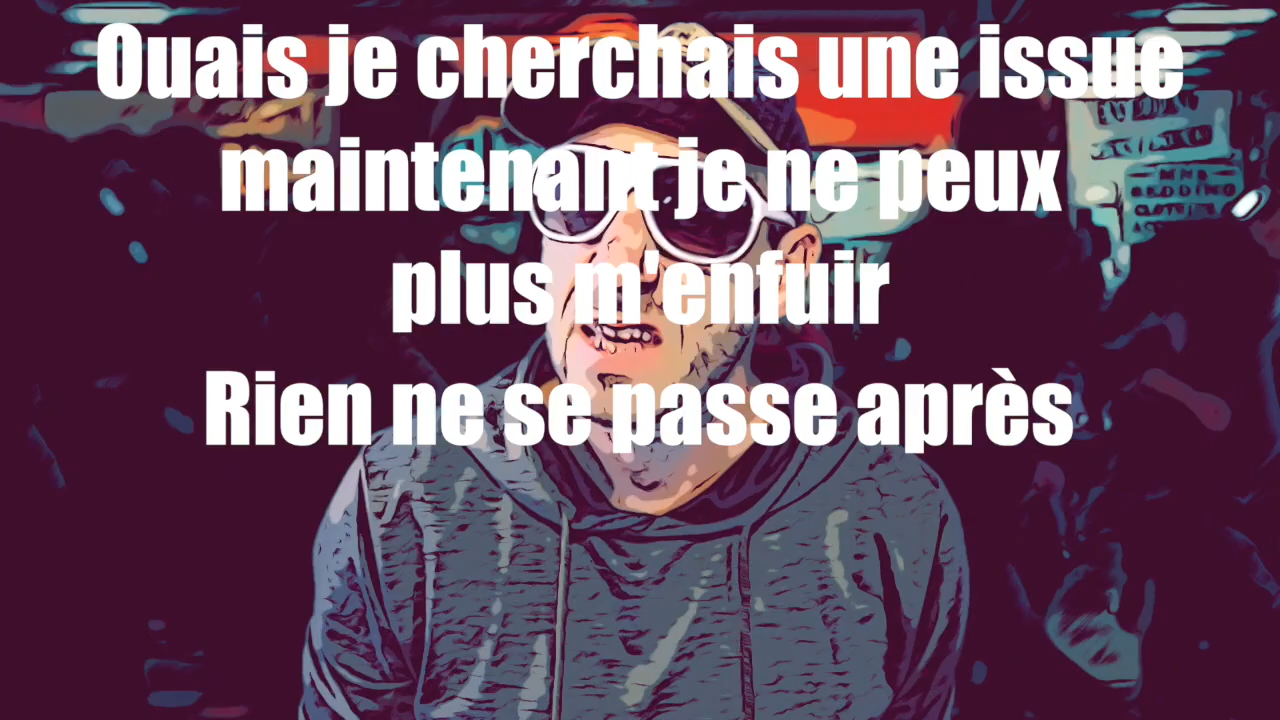 Ouais je cherchais une issue
maintenant je ne peux
plus m'enfuir
Rien ne se passe après